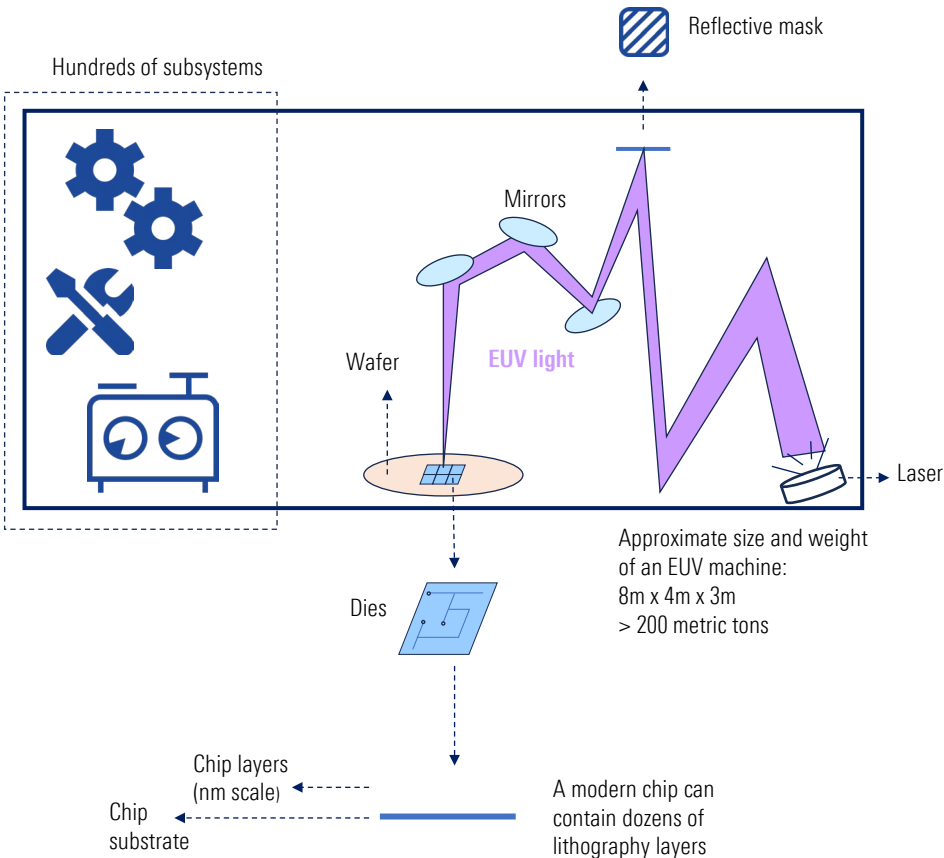 Reflective mask
Hundreds of subsystems
Mirrors
EUV light
Wafer
Laser
Approximate size and weight
of an EUV machine:
8m x 4m x 3m
> 200 metric tons
Dies
Chip layers
(nm scale)
Chip
substrate
A modern chip can
contain dozens of
lithography layers